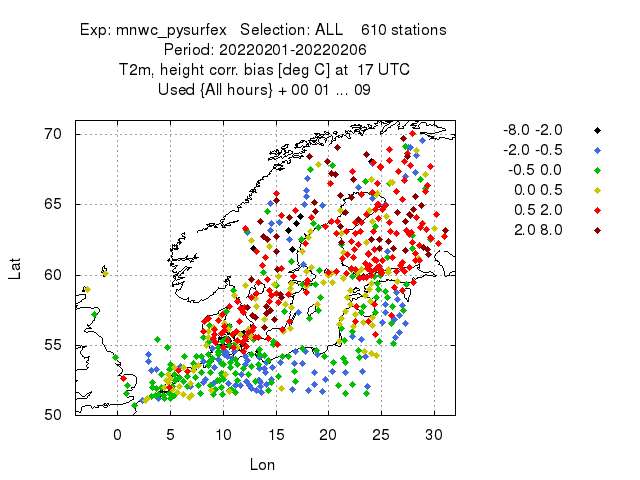 Exp: mnwc_pysurfex Selection: ALL 610 stations
Period: 20220201-20220206
T2m, height corr. bias [deg C] at 17 UTC
Used {All hours} + 00 01 ... 09
70
65
60
55
50
Lat
0 5 10 15 20 25 30
Lon
-8.0 -2.0
-2.0 -0.5
-0.5 0.0
0.0 0.5
0.5 2.0
2.0 8.0